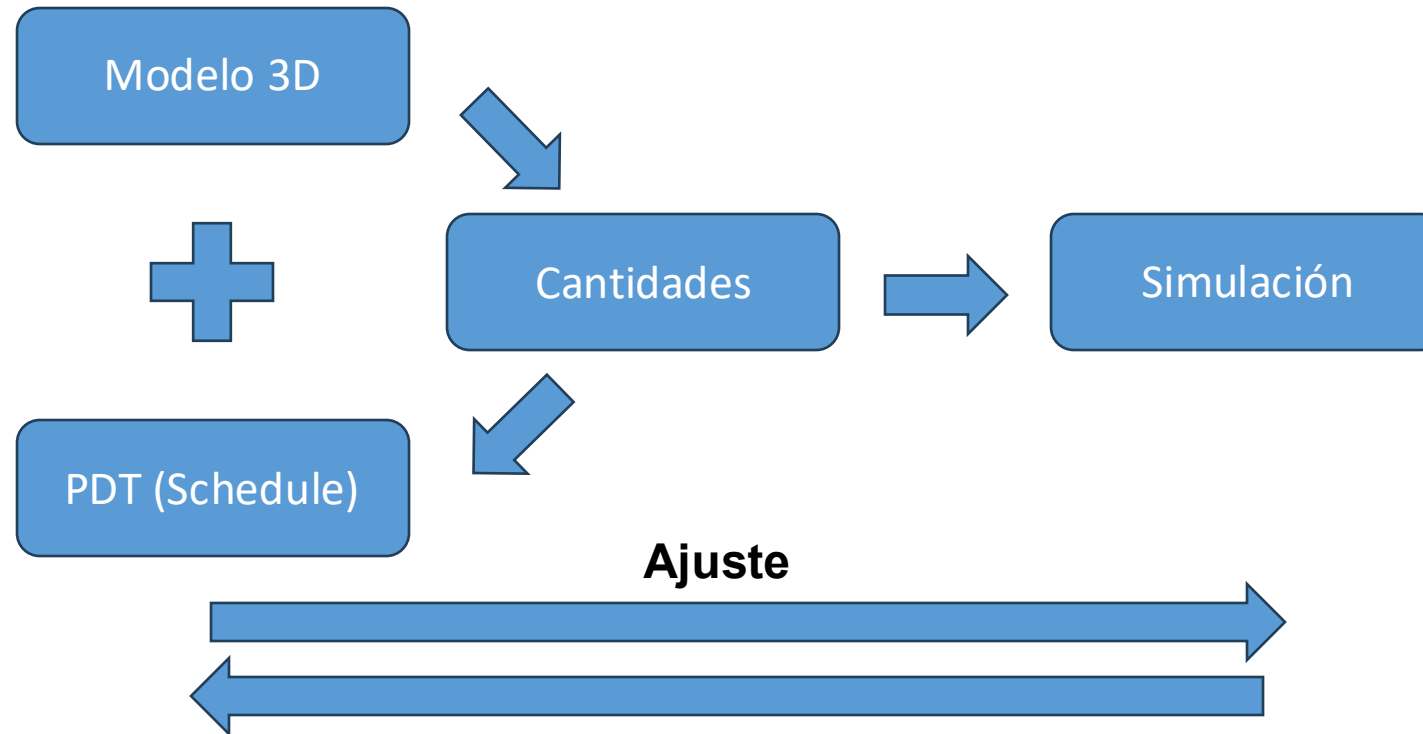 Modelo 3D
Cantidades
Simulación
PDT (Schedule)
Ajuste